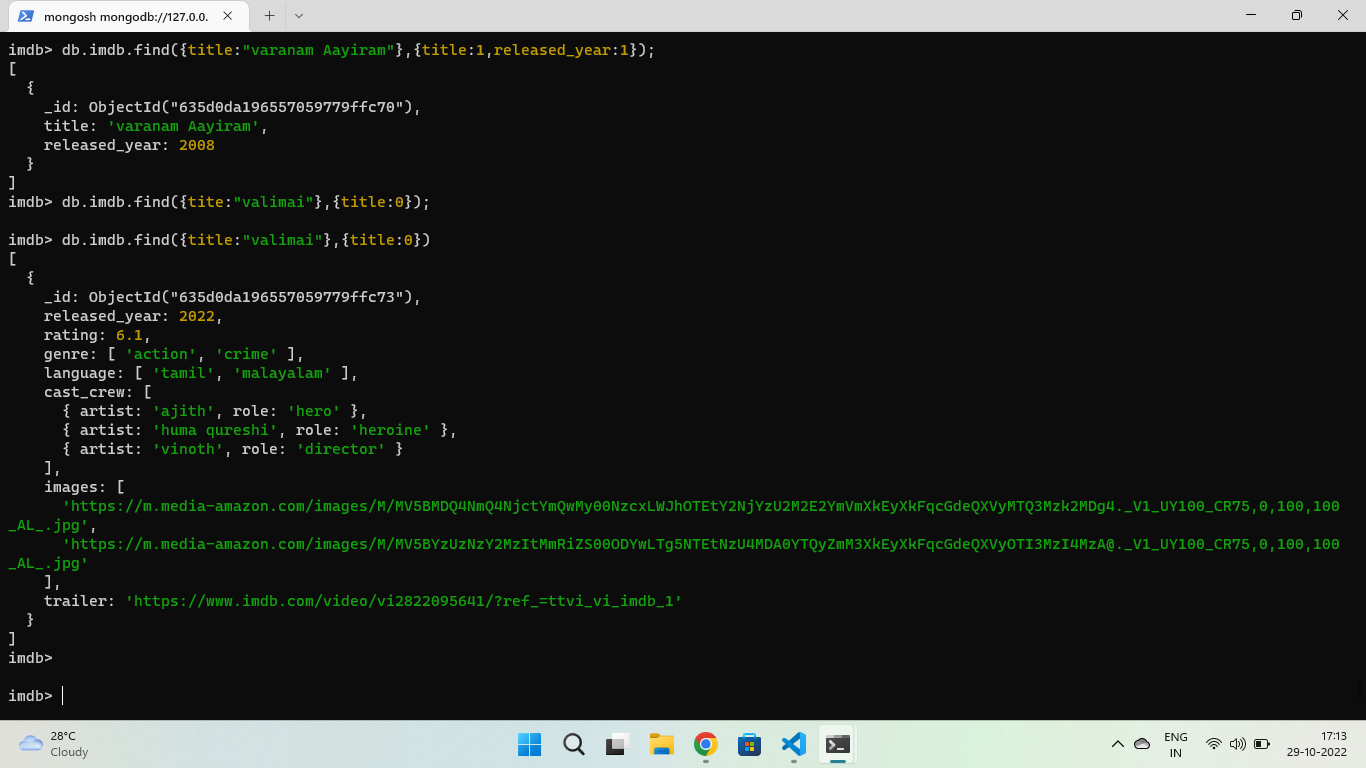 mongosh mongodb://127.0.0.
imdb> db.imdb.find({title:"varanam Aayiram"},{title:1,released_year:1});
[
  {
    _id: ObjectId("635d0da196557059779ffc70"),
    title: 'varanam Aayiram',
    released_year: 2008
  }
]
imdb> db.imdb.find({tite:"valimai"},{title:0});
imdb> db.imdb.find({title:"valimai"},{title:0})
[
  {
    _id: ObjectId("635d0da196557059779ffc73"),
    released_year: 2022,
    rating: 6.1,
    genre: [ 'action', 'crime' ],
    language: [ 'tamil', 'malayalam' ],
    cast_crew: [
      { artist: 'ajith', role: 'hero' },
      { artist: 'huma qureshi', role: 'heroine' },
      { artist: 'vinoth', role: 'director' }
    ],
    images: [
      'https://m.media-amazon.com/images/M/MV5BMDQ4NmQ4NjctYmQwMy00NzcxLWJhOTEtY2NjYzU2M2E2YmVmXkEyXkFqcGdeQXVyMTQ3Mzk2MDg4._V1_UY100_CR75,0,100,100
_AL_.jpg',
      'https://m.media-amazon.com/images/M/MV5BYzUzNzY2MzItMmRiZS00ODYwLTg5NTEtNzU4MDA0YTQyZmM3XkEyXkFqcGdeQXVyOTI3MzI4MzA@._V1_UY100_CR75,0,100,100
_AL_.jpg'
    ],
    trailer: 'https://www.imdb.com/video/vi2822095641/?ref_=ttvi_vi_imdb_1'
  }
]
imdb>
imdb>
28°C
Cloudy
ENG
IN
17:13
29-10-2022